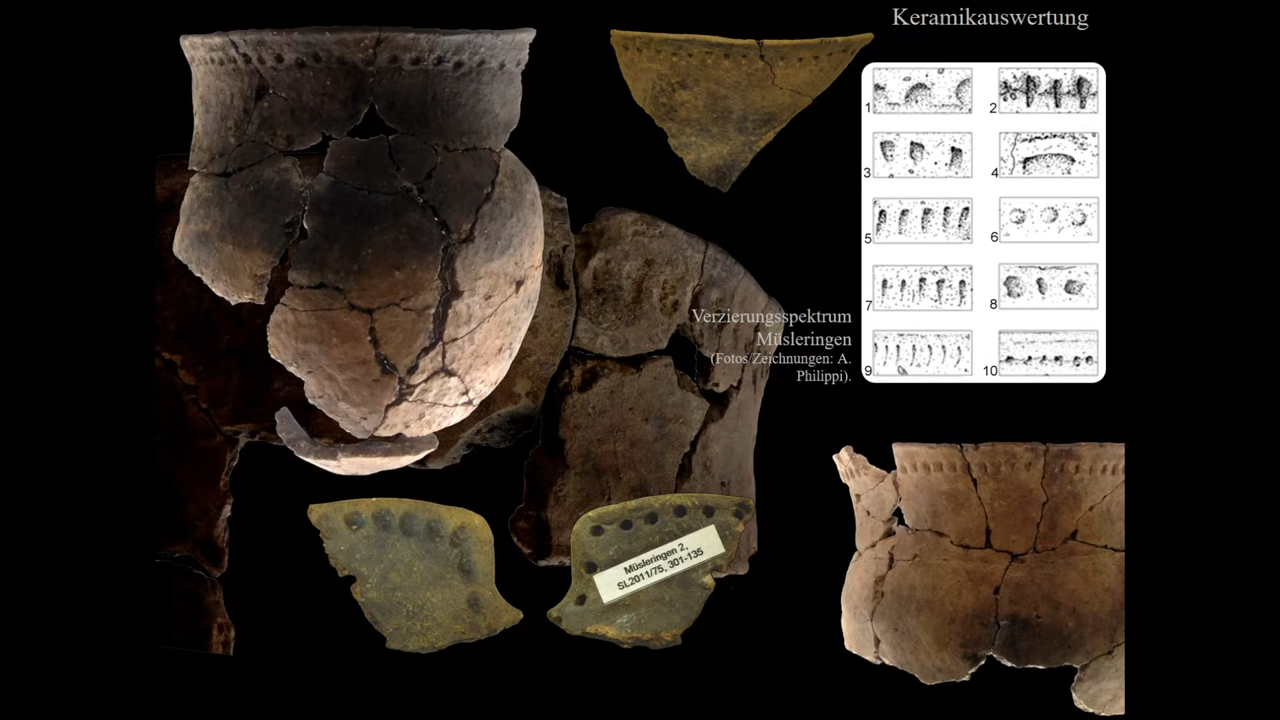 Keramikauswertung
1
2
3
4
5
6
7
8
9
10
Verzierungsspektrum
Müsleringen
(Fotos/Zeichnungen: A.
Philippi).
Müsleringen 2,
SL2011/75, 301-135